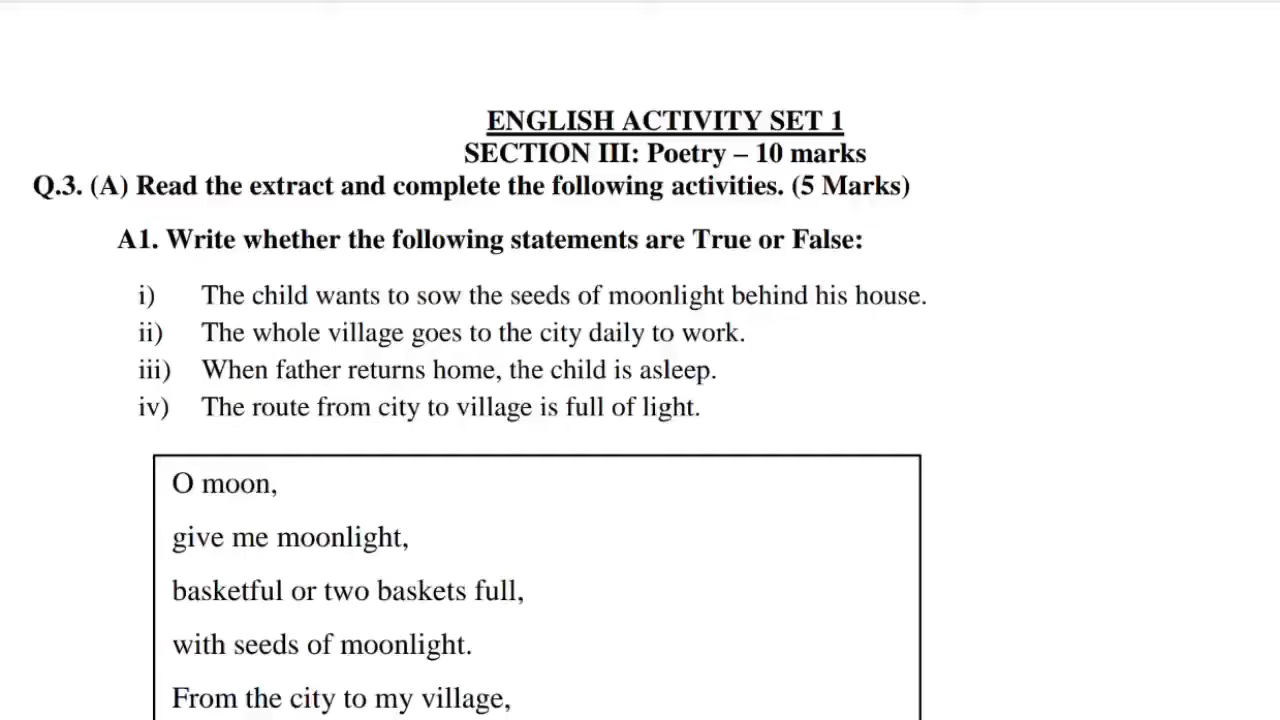 ENGLISH ACTIVITY SET 1
SECTION III: Poetry – 10 marks
Q.3. (A) Read the extract and complete the following activities. (5 Marks)
A1. Write whether the following statements are True or False:
i) The child wants to sow the seeds of moonlight behind his house.
ii) The whole village goes to the city daily to work.
iii) When father returns home, the child is asleep.
iv) The route from city to village is full of light.
O moon,
give me moonlight,
basketful or two baskets full,
with seeds of moonlight.
From the city to my village,